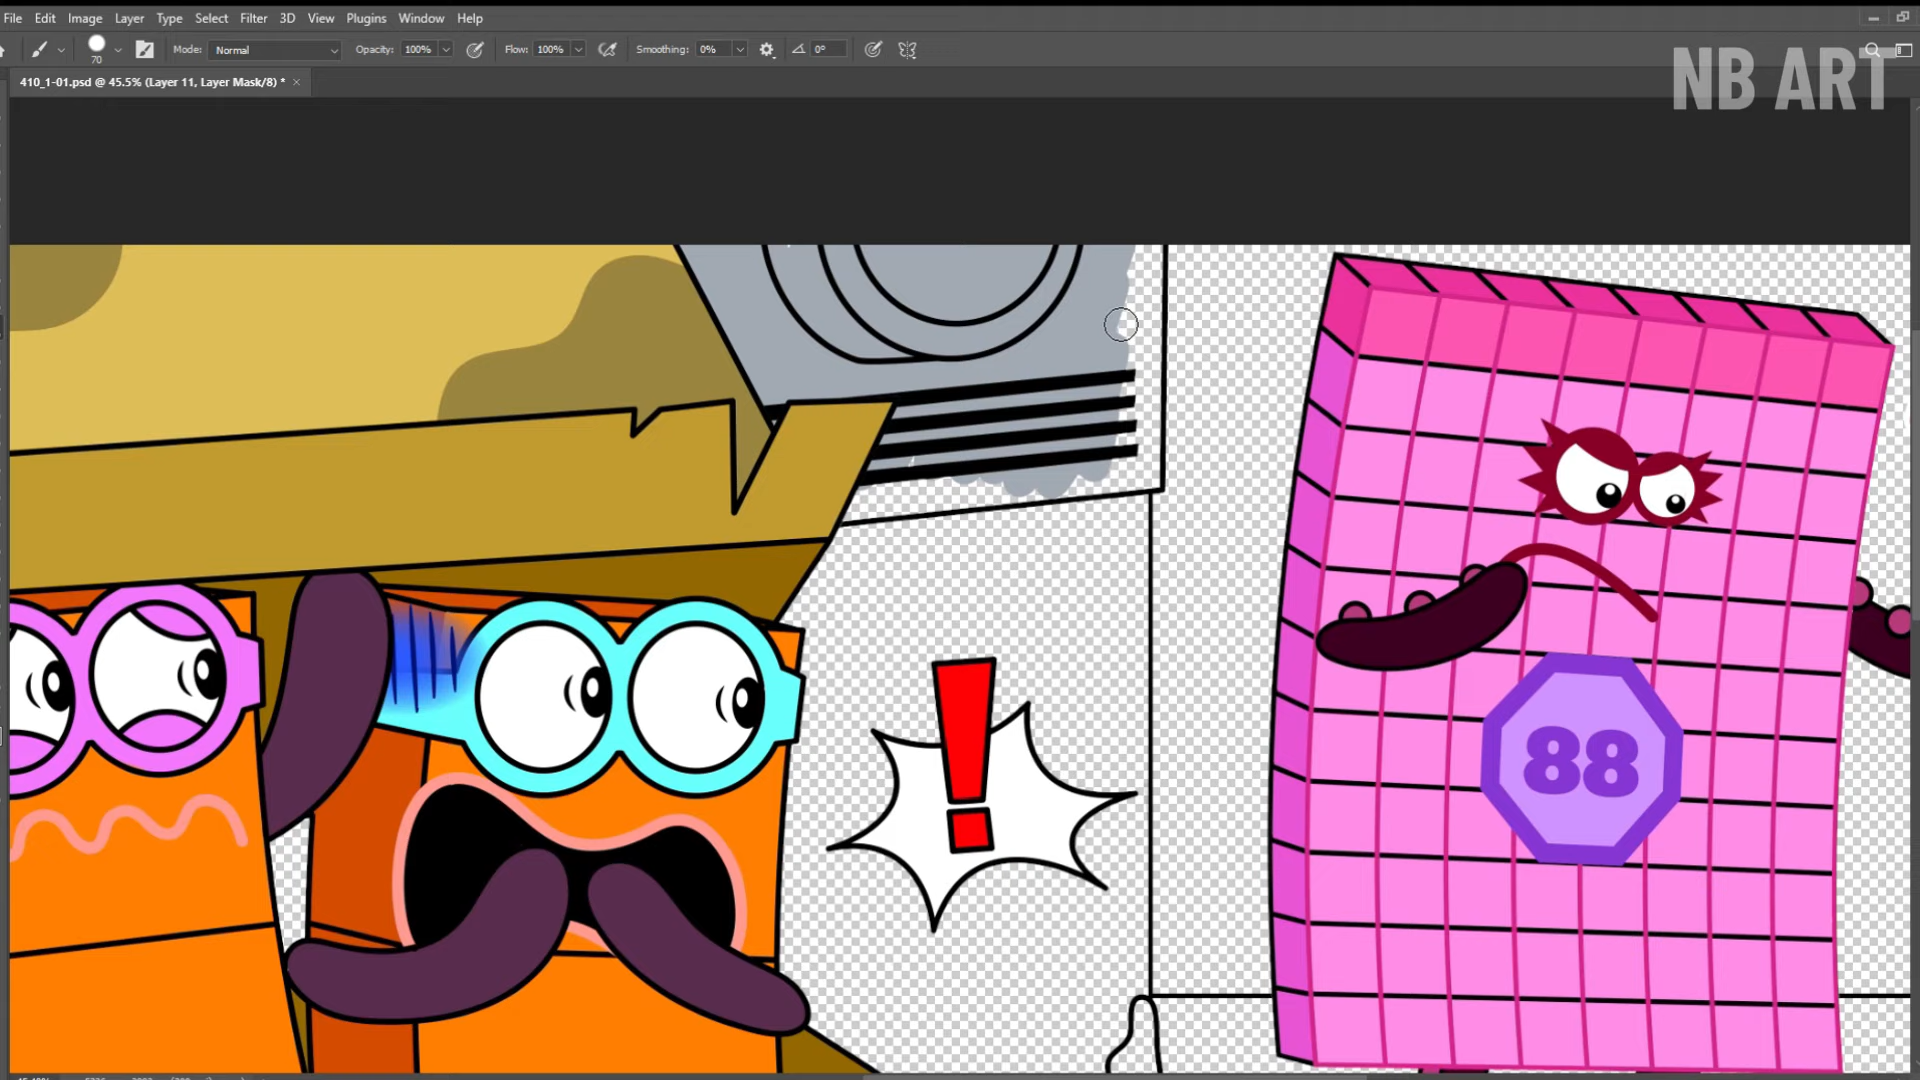 File Edit Image Layer Type Select Filter 3D View Plugins Window Help
70 Mode: Normal Opacity: 100% Flow: 100% Smoothing: 0% 0°
410_1-01.psd @ 45.5% (Layer 11, Layer Mask/8) *
NB ART
!
88